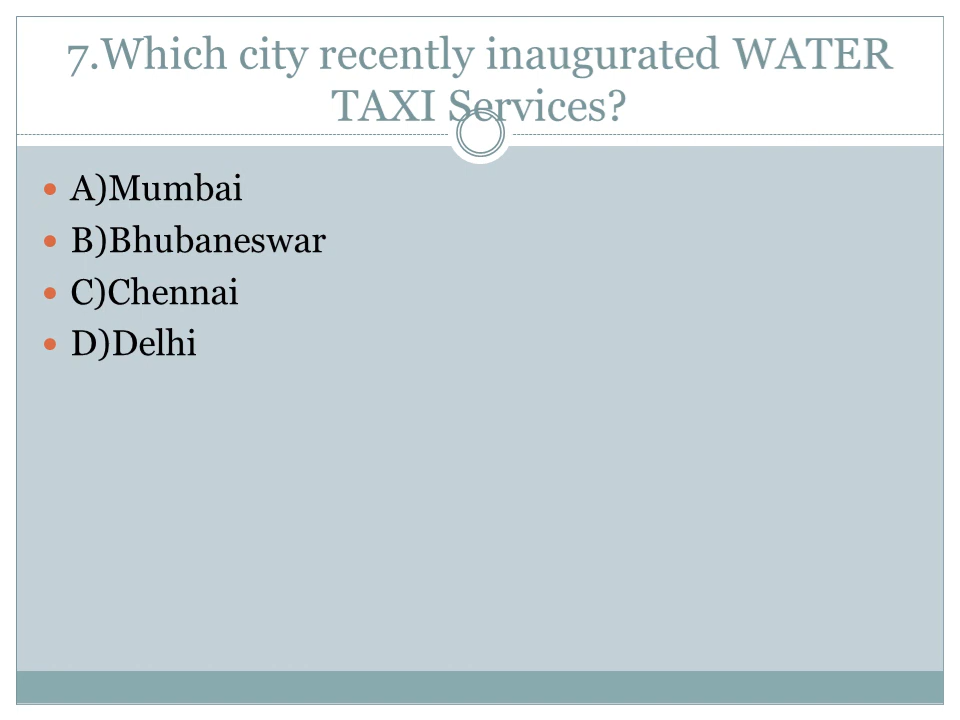 7.Which city recently inaugurated WATER
TAXI Services?
A)Mumbai
B)Bhubaneswar
C)Chennai
D)Delhi